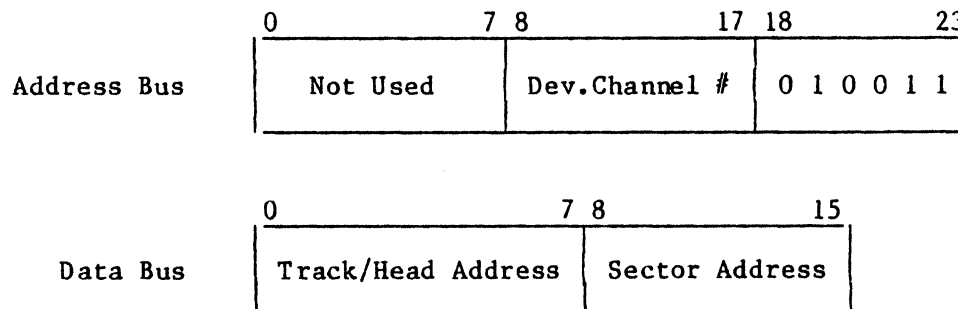 0 7 8 17 18 23
Address Bus Not Used Dev.Channel # 0 1 0 0 1 1
0 7 8 15
Data Bus Track/Head Address Sector Address